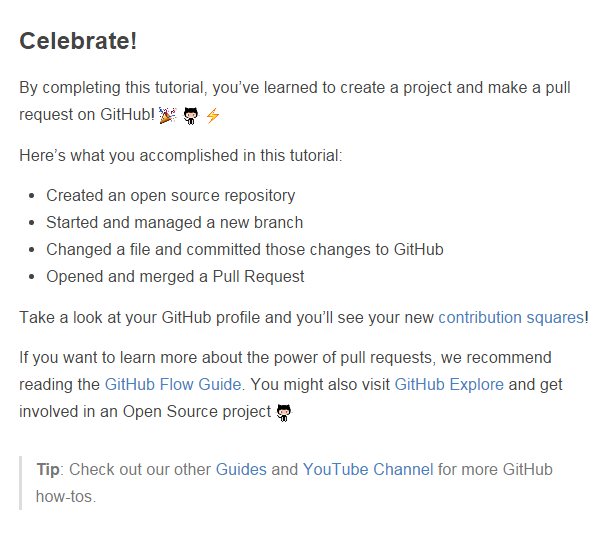 Celebrate!
By completing this tutorial, you’ve learned to create a project and make a pull
request on GitHub!
Here’s what you accomplished in this tutorial:
• Created an open source repository
• Started and managed a new branch
• Changed a file and committed those changes to GitHub
• Opened and merged a Pull Request
Take a look at your GitHub profile and you’ll see your new contribution squares!
If you want to learn more about the power of pull requests, we recommend
reading the GitHub Flow Guide. You might also visit GitHub Explore and get
involved in an Open Source project
Tip: Check out our other Guides and YouTube Channel for more GitHub
how-tos.